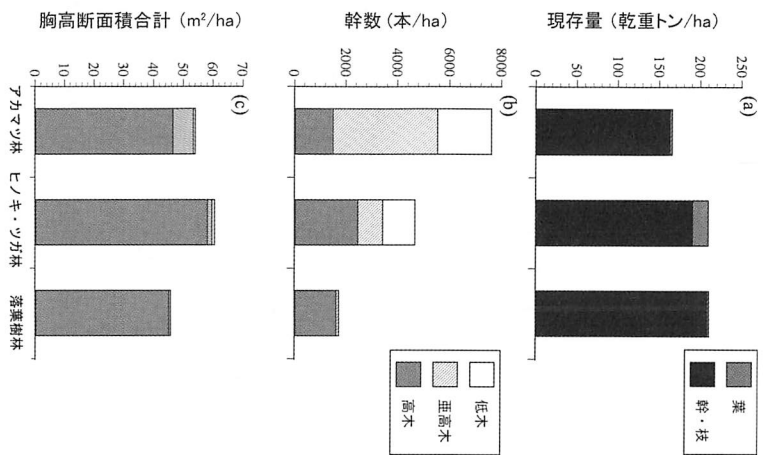 (a)
現存量 (乾重トン/ha)
0
50
100
150
200
250
葉
幹・枝
(b)
幹数 (本/ha)
0
2000
4000
6000
8000
低木
亜高木
高木
(c)
胸高断面積合計 (m²/ha)
0
10
20
30
40
50
60
70
アカマツ林
ヒノキ・ツガ林
落葉樹林